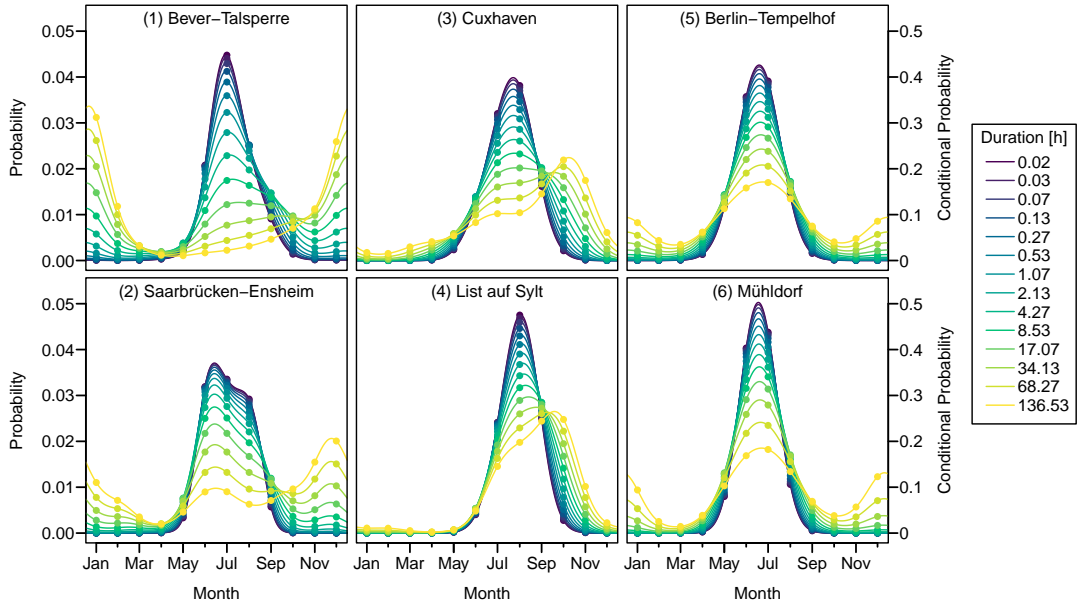 (1) Bever−Talsperre
(3) Cuxhaven
(5) Berlin−Tempelhof
0.05
0.04
0.03
0.02
0.01
0.00
Probability
0.5
0.4
0.3
0.2
0.1
0
Conditional Probability
(2) Saarbrücken−Ensheim
(4) List auf Sylt
(6) Mühldorf
0.05
0.04
0.03
0.02
0.01
0.00
Probability
0.5
0.4
0.3
0.2
0.1
0
Conditional Probability
Jan Mar May Jul Sep Nov
Jan Mar May Jul Sep Nov
Jan Mar May Jul Sep Nov
Month
Month
Month
Duration [h]
0.02
0.03
0.07
0.13
0.27
0.53
1.07
2.13
4.27
8.53
17.07
34.13
68.27
136.53